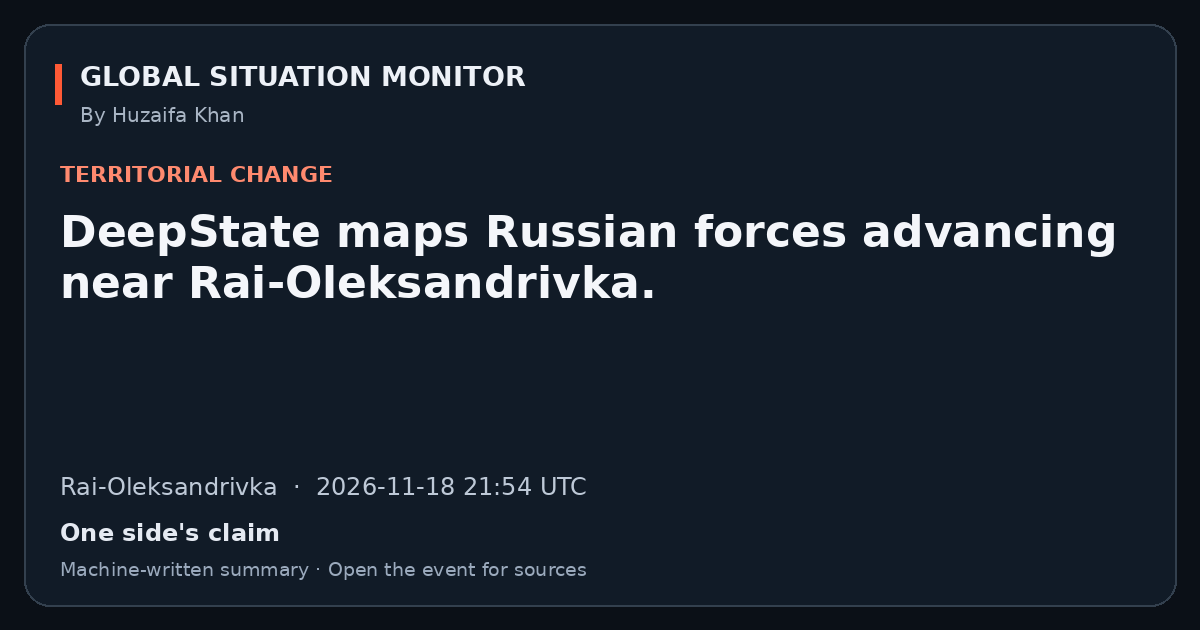 GLOBAL SITUATION MONITOR
By Huzaifa Khan
TERRITORIAL CHANGE
DeepState maps Russian forces advancing
near Rai-Oleksandrivka.
Rai-Oleksandrivka · 2026-11-18 21:54 UTC
One side's claim
Machine-written summary · Open the event for sources